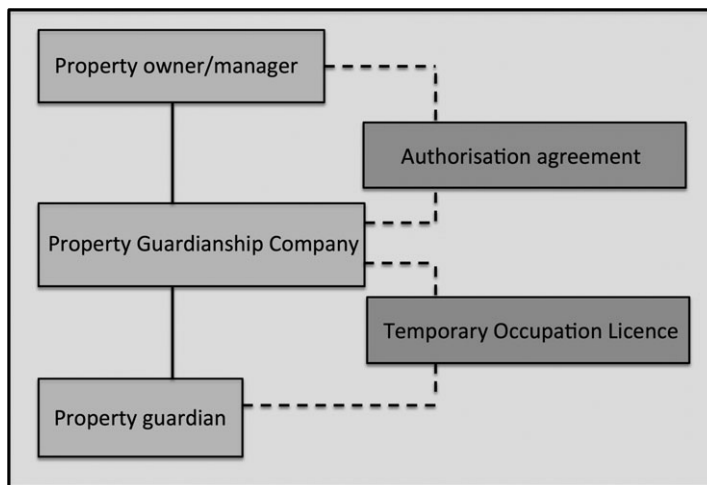 Property owner/manager
Authorisation agreement
Property Guardianship Company
Temporary Occupation Licence
Property guardian